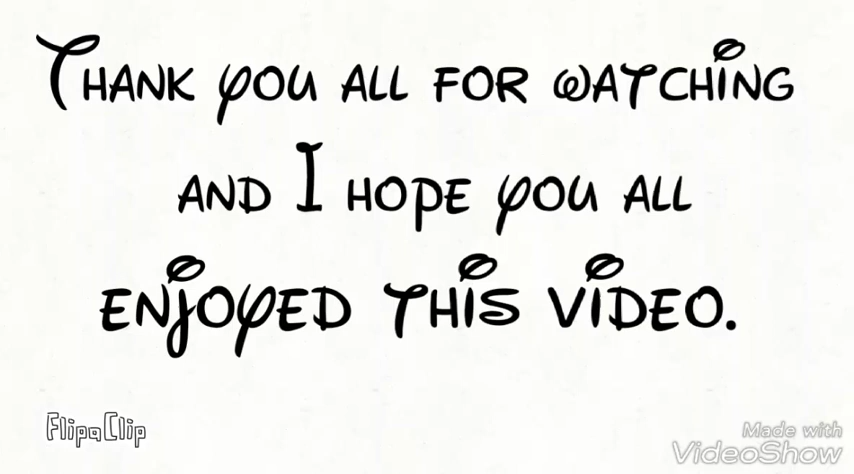 Thank you all for watching
and I hope you all
enjoyed this video.
FlipaClip
Made with
VideoShow